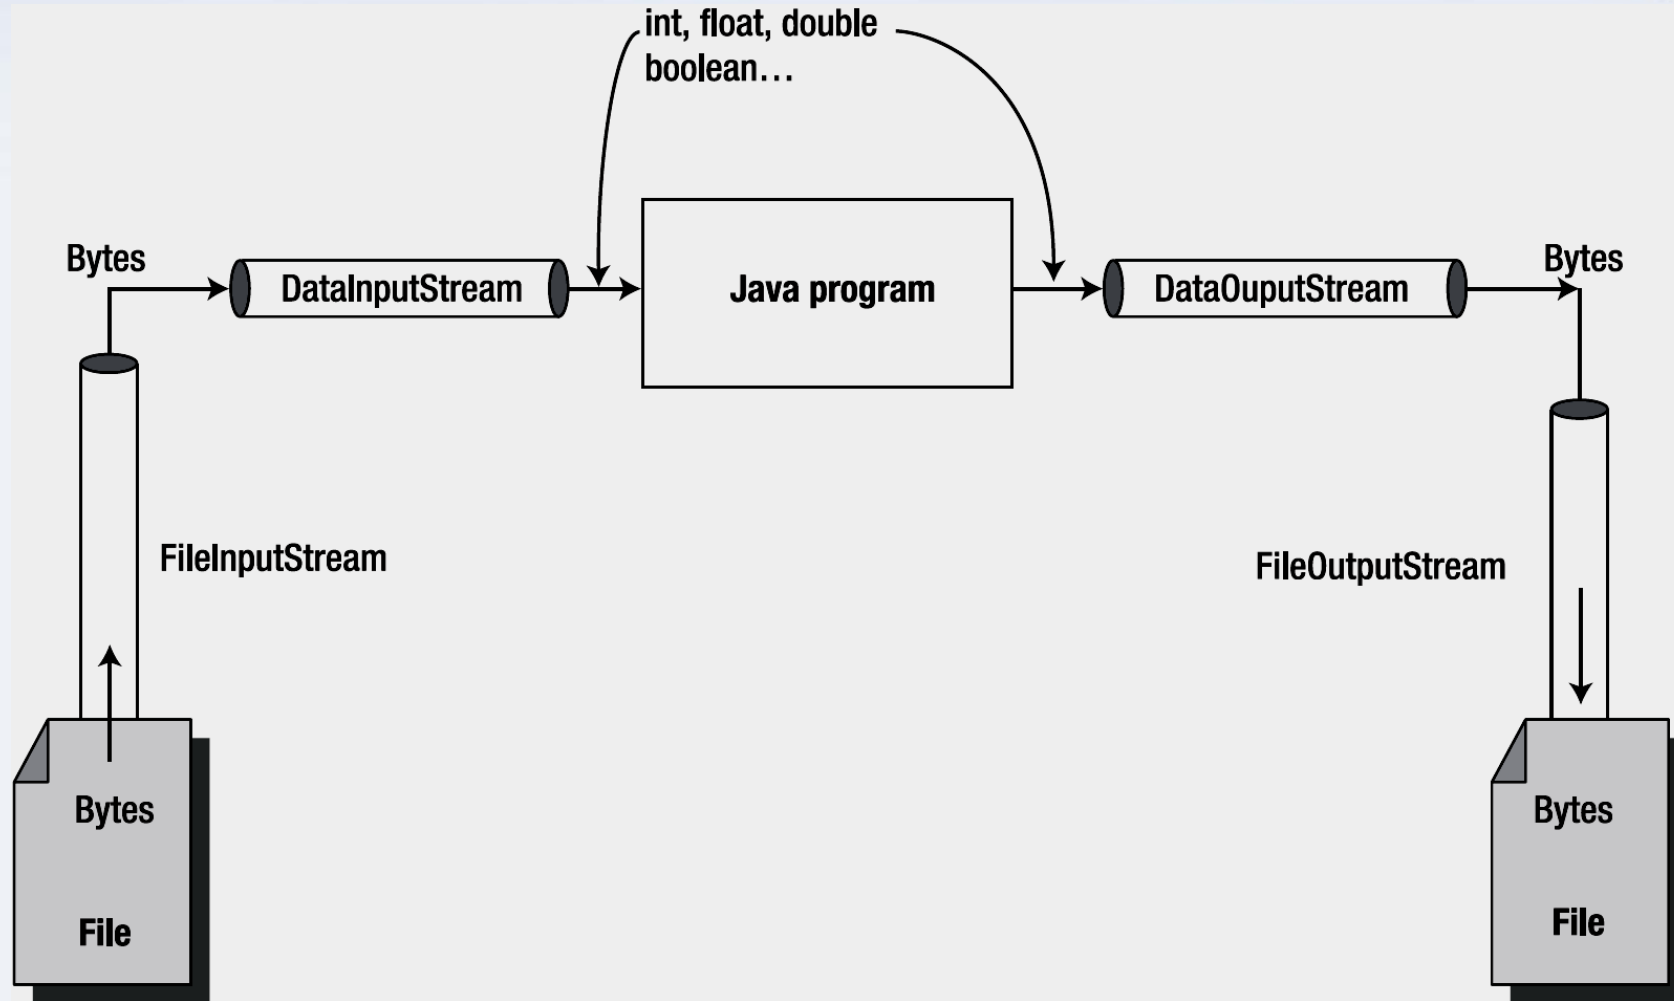 int, float, double
boolean…
Bytes
DataInputStream
Java program
DataOuputStream
Bytes
FileInputStream
FileOutputStream
Bytes
File
Bytes
File